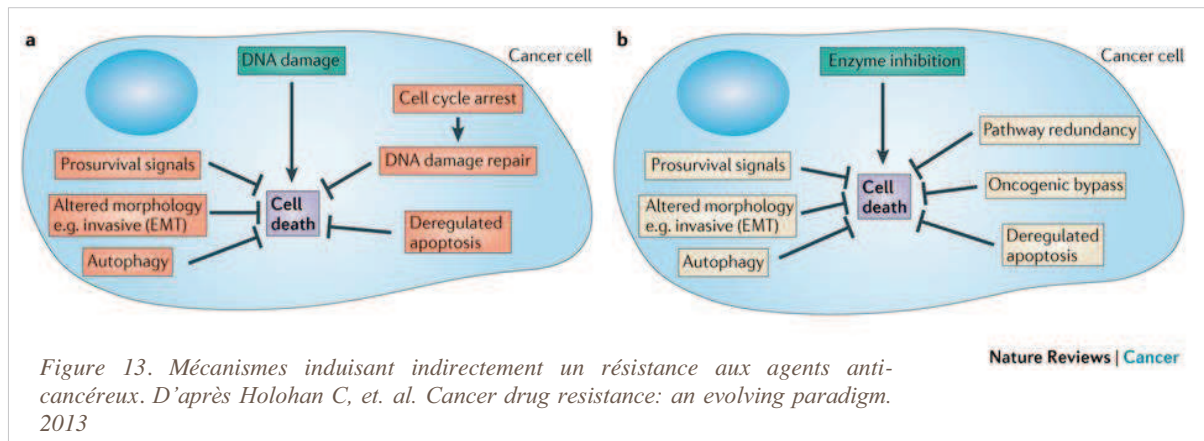 a
DNA damage
Cancer cell
Cell cycle arrest
Prosurvival signals
DNA damage repair
Altered morphology
e.g. invasive (EMT)
Cell
death
Deregulated
apoptosis
Autophagy
b
Enzyme inhibition
Cancer cell
Pathway redundancy
Prosurvival signals
Cell
death
Oncogenic bypass
Altered morphology
e.g. invasive (EMT)
Deregulated
apoptosis
Autophagy
Nature Reviews | Cancer
Figure 13. Mécanismes induisant indirectement un résistance aux agents anti-
cancéreux. D'après Holohan C, et. al. Cancer drug resistance: an evolving paradigm.
2013